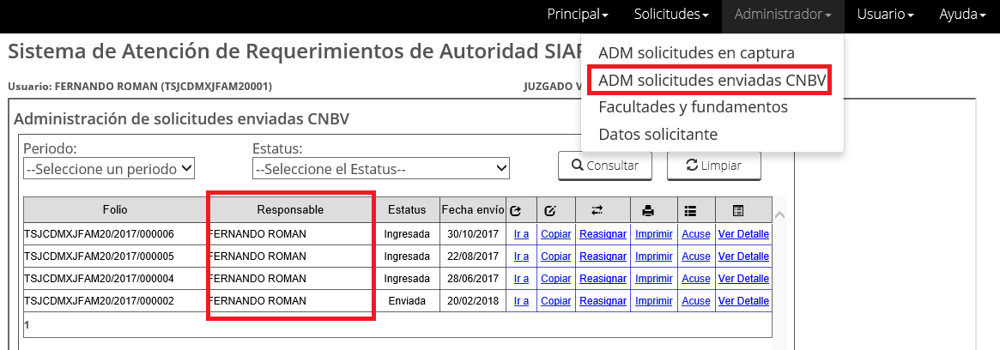 Principal Solicitudes Administrador Usuario Ayuda
Sistema de Atención de Requerimientos de Autoridad
ADM solicitudes en captura
ADM solicitudes enviadas CNBV
Facultades y fundamentos
Datos solicitante
Usuario: FERNANDO ROMAN (TSJCDMXJFAM20001) JUZGADO
Administración de solicitudes enviadas CNBV
Periodo: Estatus:
--Seleccione un periodo --Seleccione el Estatus-- Consultar Limpiar
Folio Responsable Estatus Fecha envío
TSJCDMXJFAM20/2017/000006 FERNANDO ROMAN Ingresada 30/10/2017 Ir a Copiar Reasignar Imprimir Acuse Ver Detalle
TSJCDMXJFAM20/2017/000005 FERNANDO ROMAN Ingresada 22/08/2017 Ir a Copiar Reasignar Imprimir Acuse Ver Detalle
TSJCDMXJFAM20/2017/000004 FERNANDO ROMAN Ingresada 28/06/2017 Ir a Copiar Reasignar Imprimir Acuse Ver Detalle
TSJCDMXJFAM20/2017/000002 FERNANDO ROMAN Enviada 20/02/2018 Ir a Copiar Reasignar Imprimir Acuse Ver Detalle
1